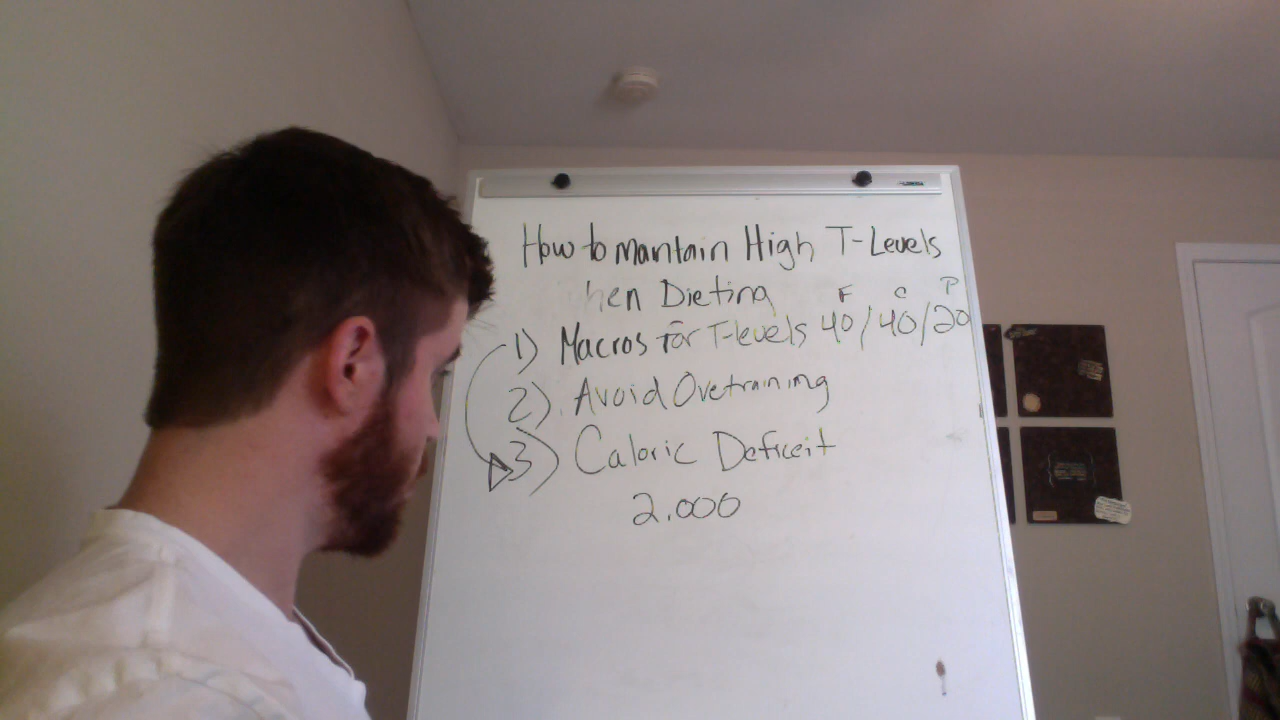 How to mantain High T-Levels
hen Dieting
F C P
1) Macros for T-levels 40/40/20
2). Avoid Overtraining
3) Caloric Deficeit
2.000